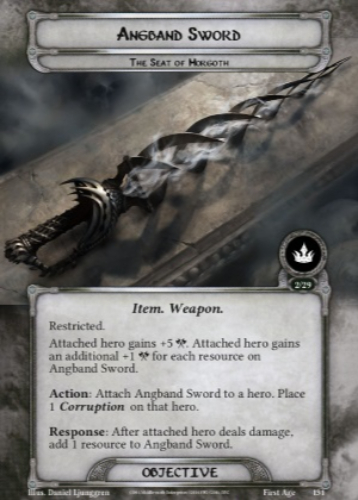 Angband Sword
The Seat of Morgoth
2/29
Item. Weapon.
Restricted.
Attached hero gains +5 . Attached hero gains
an additional +1 for each resource on
Angband Sword.
Action: Attach Angband Sword to a hero. Place
1 Corruption on that hero.
Response: After attached hero deals damage,
add 1 resource to Angband Sword.
OBJECTIVE
Illus. Daniel Ljunggren
First Age